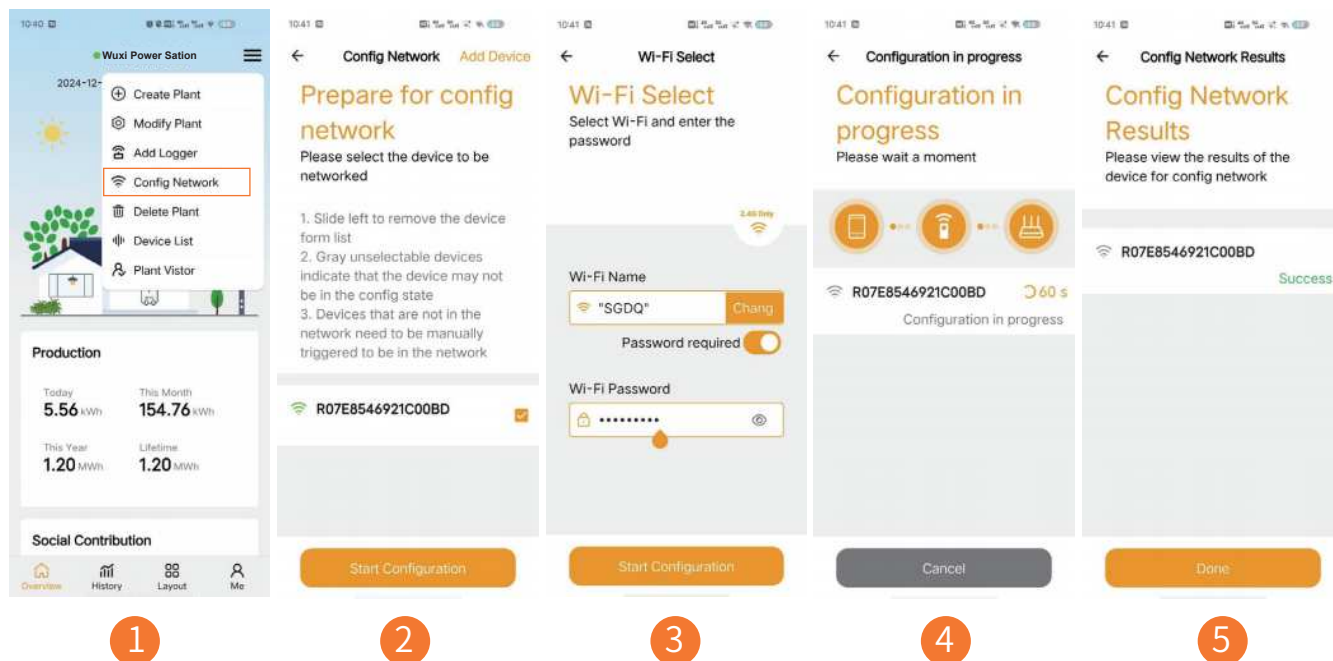 10:40
Wuxi Power Sation
2024-12-
Create Plant
Modify Plant
Add Logger
Config Network
Delete Plant
Device List
Plant Vistor
Production
Today
This Month
5.56 kWh
154.76 kWh
This Year
Lifetime
1.20 MWh
1.20 MWh
Social Contribution
Overview
History
Layout
Me
1
10:41
Config Network
Add Device
Prepare for config
network
Please select the device to be
networked
1. Slide left to remove the device
form list
2. Gray unselectable devices
indicate that the device may not
be in the config state
3. Devices that are not in the
network need to be manually
triggered to be in the network
R07E8546921C00BD
Start Configuration
2
10:41
Wi-Fi Select
Wi-Fi Select
Select Wi-Fi and enter the
password
2.4G Only
Wi-Fi Name
"SGDQ"
Chang
Password required
Wi-Fi Password
•••••••••
Start Configuration
3
10:41
Configuration in progress
Configuration in
progress
Please wait a moment
R07E8546921C00BD
60 s
Configuration in progress
Cancel
4
10:41
Config Network Results
Config Network
Results
Please view the results of the
device for config network
R07E8546921C00BD
Success
Done
5